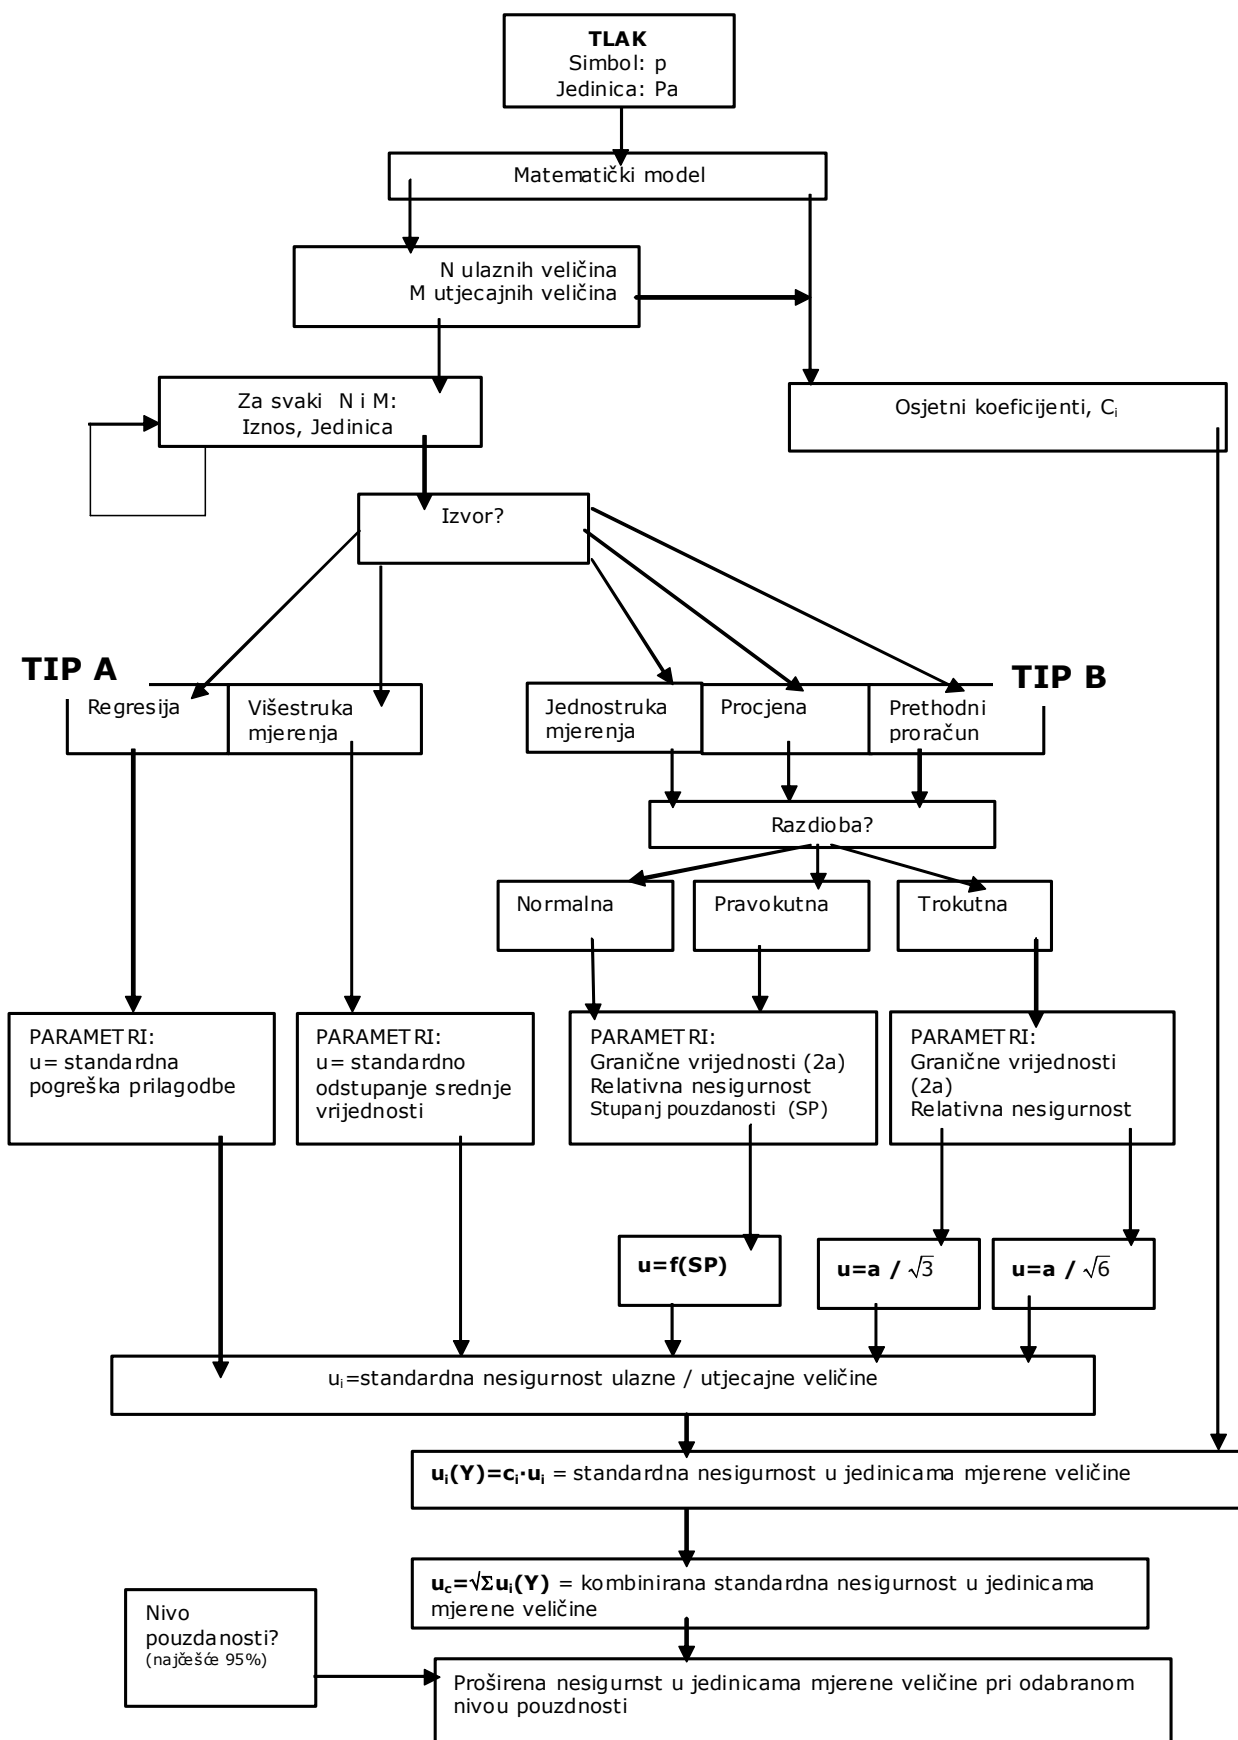 TLAK
Simbol: p
Jedinica: Pa
Matematički model
N ulaznih veličina
M utjecajnih veličina
Za svaki N i M:
Iznos, Jedinica
Osjetni koeficijenti, Ci
Izvor?
TIP A
TIP B
Regresija
Višestruka
mjerenja
Jednostruka
mjerenja
Procjena
Prethodni
proračun
Razdioba?
Normalna
Pravokutna
Trokutna
PARAMETRI:
u= standardna
pogreška prilagodbe
PARAMETRI:
u= standardno
odstupanje srednje
vrijednosti
PARAMETRI:
Granične vrijednosti (2a)
Relativna nesigurnost
Stupanj pouzdanosti (SP)
PARAMETRI:
Granične vrijednosti
(2a)
Relativna nesigurnost
u=f(SP)
u=a / √3
u=a / √6
ui=standardna nesigurnost ulazne / utjecajne veličine
ui(Y)=ci·ui = standardna nesigurnost u jedinicama mjerene veličine
uc=√Σui(Y) = kombinirana standardna nesigurnost u jedinicama
mjerene veličine
Nivo
pouzdanosti?
(najčešće 95%)
Proširena nesigurnst u jedinicama mjerene veličine pri odabranom
nivou pouzdnosti